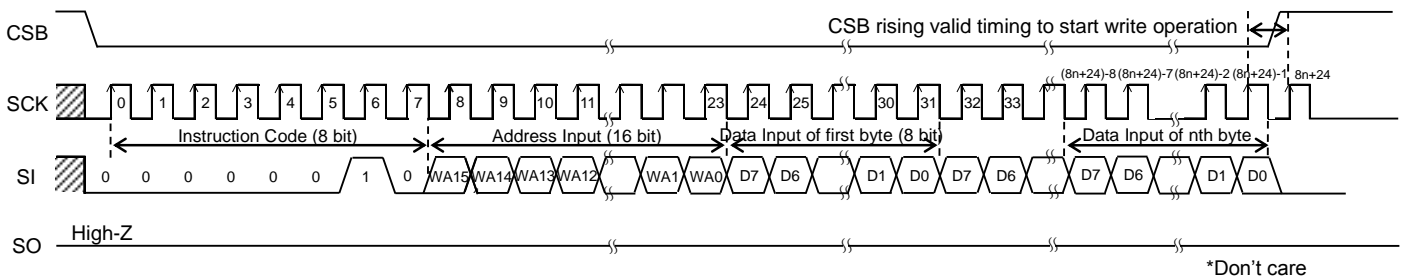 CSB
CSB rising valid timing to start write operation
SCK
0 1 2 3 4 5 6 7 8 9 10 11 23 24 25 30 31 32 33 (8n+24)-8 (8n+24)-7 (8n+24)-2 (8n+24)-1 8n+24
Instruction Code (8 bit) Address Input (16 bit) Data Input of first byte (8 bit) Data Input of nth byte
SI
0 0 0 0 0 0 1 0 WA15 WA14 WA13 WA12 WA1 WA0 D7 D6 D1 D0 D7 D6 D7 D6 D1 D0
SO
High-Z
*Don't care